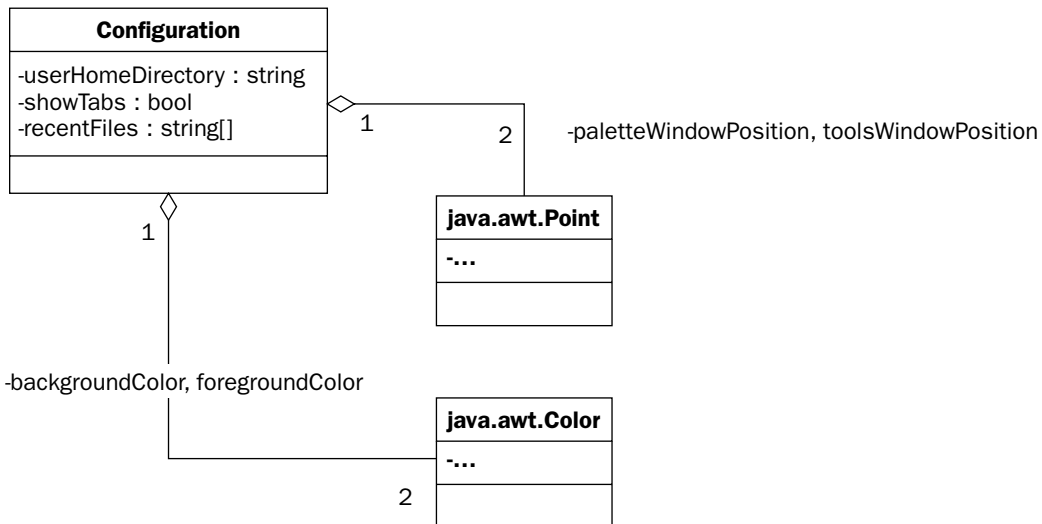 Configuration
-userHomeDirectory : string
-showTabs : bool
-recentFiles : string[]
1
2
-paletteWindowPosition, toolsWindowPosition
1
java.awt.Point
-...
-backgroundColor, foregroundColor
java.awt.Color
-...
2